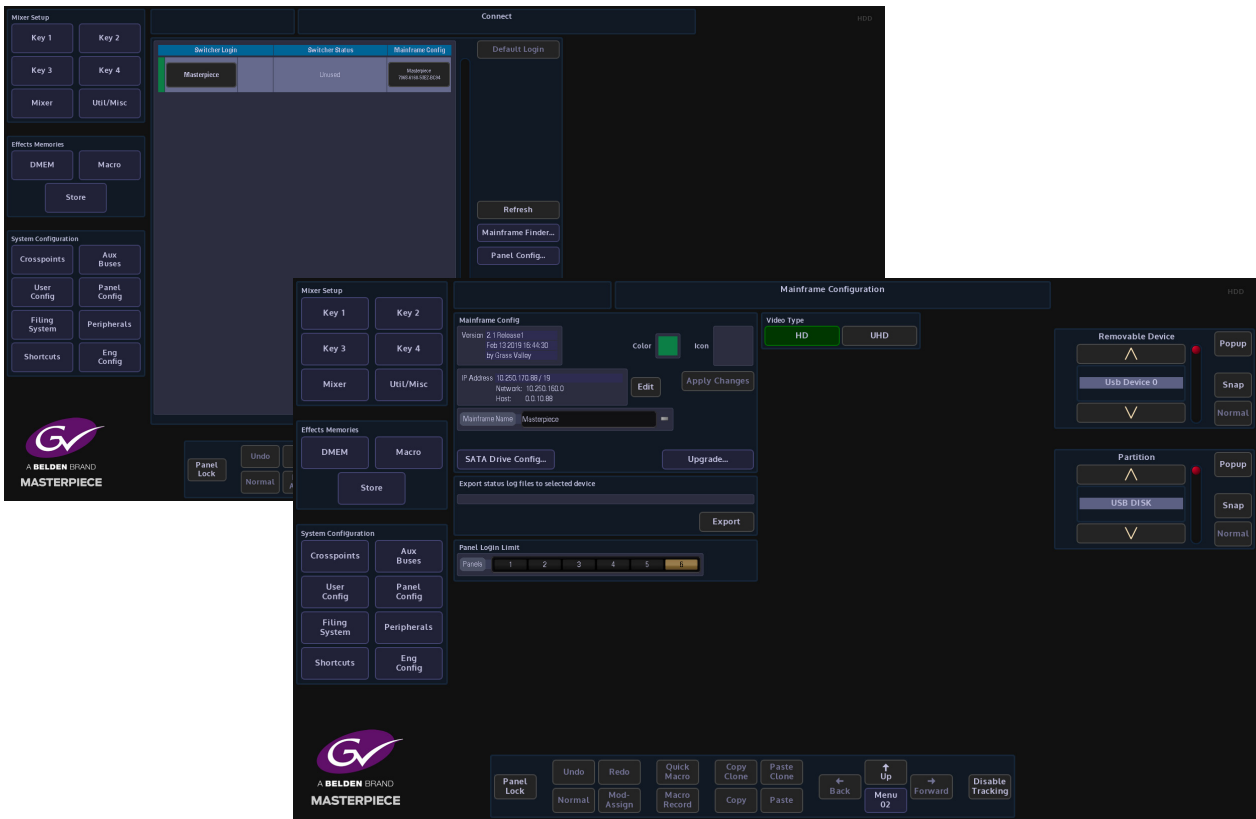 Mixer Setup
Connect
HDD
Key 1
Key 2
Key 3
Key 4
Mixer
Util/Misc
Switcher Login
Switcher Status
Mainframe Config
Masterpiece
Unused
Masterpiece
Default Login
Effects Memories
DMEM
Macro
Store
Refresh
Mainframe Finder...
Panel Config...
System Configuration
Crosspoints
Aux
Buses
User
Config
Panel
Config
Filing
System
Peripherals
Shortcuts
Eng
Config
GV
A BELDEN BRAND
MASTERPIECE
Panel
Lock
Undo
Normal
Mixer Setup
Mainframe Configuration
HDD
Key 1
Key 2
Key 3
Key 4
Mixer
Util/Misc
Effects Memories
DMEM
Macro
Store
System Configuration
Crosspoints
Aux
Buses
User
Config
Panel
Config
Filing
System
Peripherals
Shortcuts
Eng
Config
GV
A BELDEN BRAND
MASTERPIECE
Mainframe Config
Version 2.1 Release1
Feb 13 2019 16:44:30
by Grass Valley
Color
Icon
IP Address 10.250.170.88 / 19
Network: 10.250.160.0
Host: 0.0.10.88
Edit
Apply Changes
Mainframe Name Masterpiece
SATA Drive Config...
Upgrade...
Export status log files to selected device
Export
Panel Login Limit
Panels 1 2 3 4 5 6
Video Type
HD
UHD
Removable Device
Usb Device 0
Popup
Snap
Normal
Partition
USB DISK
Popup
Snap
Normal
Panel
Lock
Undo
Redo
Normal
Mod-
Assign
Quick
Macro
Macro
Record
Copy
Clone
Paste
Clone
Copy
Paste
← Back
↑ Up
Menu
02
→ Forward
Disable
Tracking